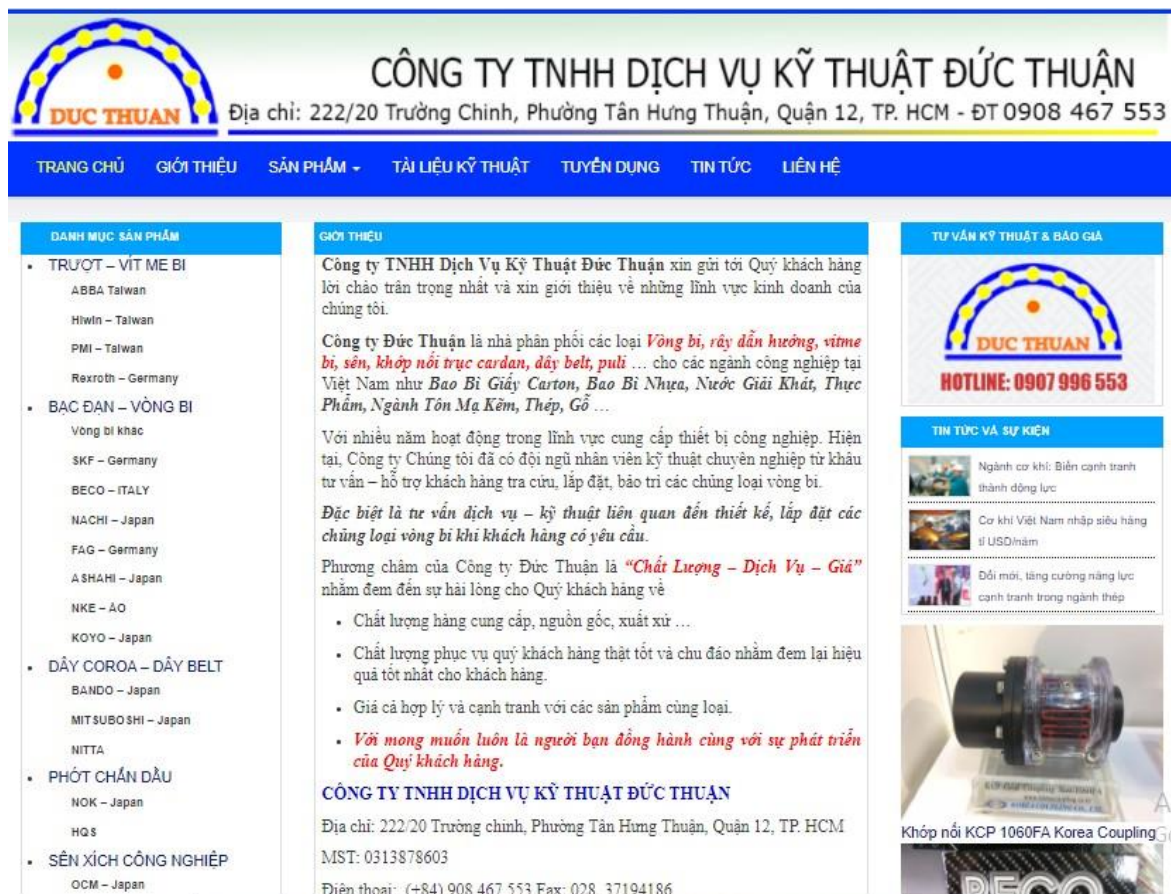 DUC THUAN
CÔNG TY TNHH DỊCH VỤ KỸ THUẬT ĐỨC THUẬN
Địa chỉ: 222/20 Trường Chinh, Phường Tân Hưng Thuận, Quận 12, TP. HCM - ĐT 0908 467 553
TRANG CHỦ GIỚI THIỆU SẢN PHẨM TÀI LIỆU KỸ THUẬT TUYỂN DỤNG TIN TỨC LIÊN HỆ
DANH MỤC SẢN PHẨM
TRƯỢT – VÍT ME BI
ABBA Taiwan
Hiwin – Taiwan
PMI – Taiwan
Rexroth – Germany
BẠC ĐẠN – VÒNG BI
Vòng bi khác
SKF – Germany
BECO – ITALY
NACHI – Japan
FAG – Germany
ASHAHI – Japan
NKE – ÁO
KOYO – Japan
DÂY COROA – DÂY BELT
BANDO – Japan
MITSUBOSHI – Japan
NITTA
PHỚT CHẮN DẦU
NOK – Japan
HQS
SÊN XÍCH CÔNG NGHIỆP
OCM – Japan
GIỚI THIỆU
Công ty TNHH Dịch Vụ Kỹ Thuật Đức Thuận xin gửi tới Quý khách hàng
lời chào trân trọng nhất và xin giới thiệu về những lĩnh vực kinh doanh của
chúng tôi.
Công ty Đức Thuận là nhà phân phối các loại Vòng bi, rây dẫn hướng, vitme
bi, sên, khớp nối trục cardan, dây belt, puli … cho các ngành công nghiệp tại
Việt Nam như Bao Bì Giấy Carton, Bao Bì Nhựa, Nước Giải Khát, Thực
Phẩm, Ngành Tôn Mạ Kẽm, Thép, Gỗ …
Với nhiều năm hoạt động trong lĩnh vực cung cấp thiết bị công nghiệp. Hiện
tại, Công ty Chúng tôi đã có đội ngũ nhân viên kỹ thuật chuyên nghiệp từ khâu
tư vấn – hỗ trợ khách hàng tra cứu, lắp đặt, bảo trì các chủng loại vòng bi.
Đặc biệt là tư vấn dịch vụ – kỹ thuật liên quan đến thiết kế, lắp đặt các
chủng loại vòng bi khi khách hàng có yêu cầu.
Phương châm của Công ty Đức Thuận là “Chất Lượng – Dịch Vụ – Giá”
nhằm đem đến sự hài lòng cho Quý khách hàng về
Chất lượng hàng cung cấp, nguồn gốc, xuất xứ …
Chất lượng phục vụ quý khách hàng thật tốt và chu đáo nhằm đem lại hiệu
quả tốt nhất cho khách hàng.
Giá cả hợp lý và cạnh tranh với các sản phẩm cùng loại.
Với mong muốn luôn là người bạn đồng hành cùng với sự phát triển
của Quý khách hàng.
CÔNG TY TNHH DỊCH VỤ KỸ THUẬT ĐỨC THUẬN
Địa chỉ: 222/20 Trường chinh, Phường Tân Hưng Thuận, Quận 12, TP. HCM
MST: 0313878603
Điện thoại: (+84) 908 467 553 Fax: 028. 37194186
TƯ VẤN KỸ THUẬT & BÁO GIÁ
DUC THUAN
HOTLINE: 0907 996 553
TIN TỨC VÀ SỰ KIỆN
Ngành cơ khí: Biến cạnh tranh
thành động lực
Cơ khí Việt Nam nhập siêu hàng
tỉ USD/năm
Đổi mới, tăng cường năng lực
cạnh tranh trong ngành thép
Khớp nối KCP 1060FA Korea Coupling